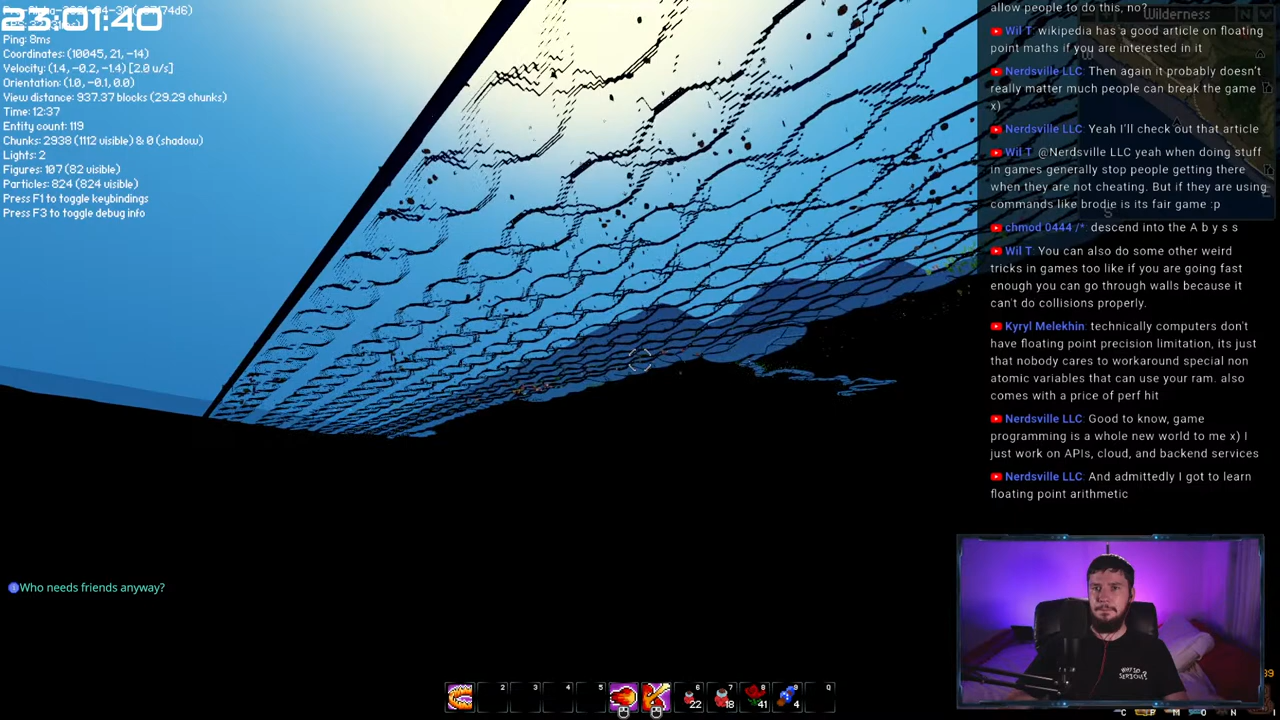 23:01:40
Ping: 8ms
Coordinates: (10045, 21, -14)
Velocity: (1.4, -0.2, -1.4) [2.0 u/s]
Orientation: (1.0, -0.1, 0.0)
View distance: 937.37 blocks (29.29 chunks)
Time: 12:37
Entity count: 119
Chunks: 2938 (1112 visible) & 0 (shadow)
Lights: 2
Figures: 107 (82 visible)
Particles: 824 (824 visible)
Press F1 to toggle keybindings
Press F3 to toggle debug info
Who needs friends anyway?
Wilderness
allow people to do this, no?
Wil T: wikipedia has a good article on floating
point maths if you are interested in it
Nerdsville LLC: Then again it probably doesn't
really matter much people can break the game
x)
Nerdsville LLC: Yeah I'll check out that article
Wil T: @Nerdsville LLC yeah when doing stuff
in games generally stop people getting there
when they are not cheating. But if they are using
commands like brodie is its fair game :p
chmod 0444 /*: descend into the A b y s s
Wil T: You can also do some other weird
tricks in games too like if you are going fast
enough you can go through walls because it
can't do collisions properly.
Kyryl Melekhin: technically computers don't
have floating point precision limitation, its just
that nobody cares to workaround special non
atomic variables that can use your ram. also
comes with a price of perf hit
Nerdsville LLC: Good to know, game
programming is a whole new world to me x) I
just work on APIs, cloud, and backend services
Nerdsville LLC: And admittedly I got to learn
floating point arithmetic
2 3 4 5 6 7 8 9 0
22 18 41 4
C B M O N